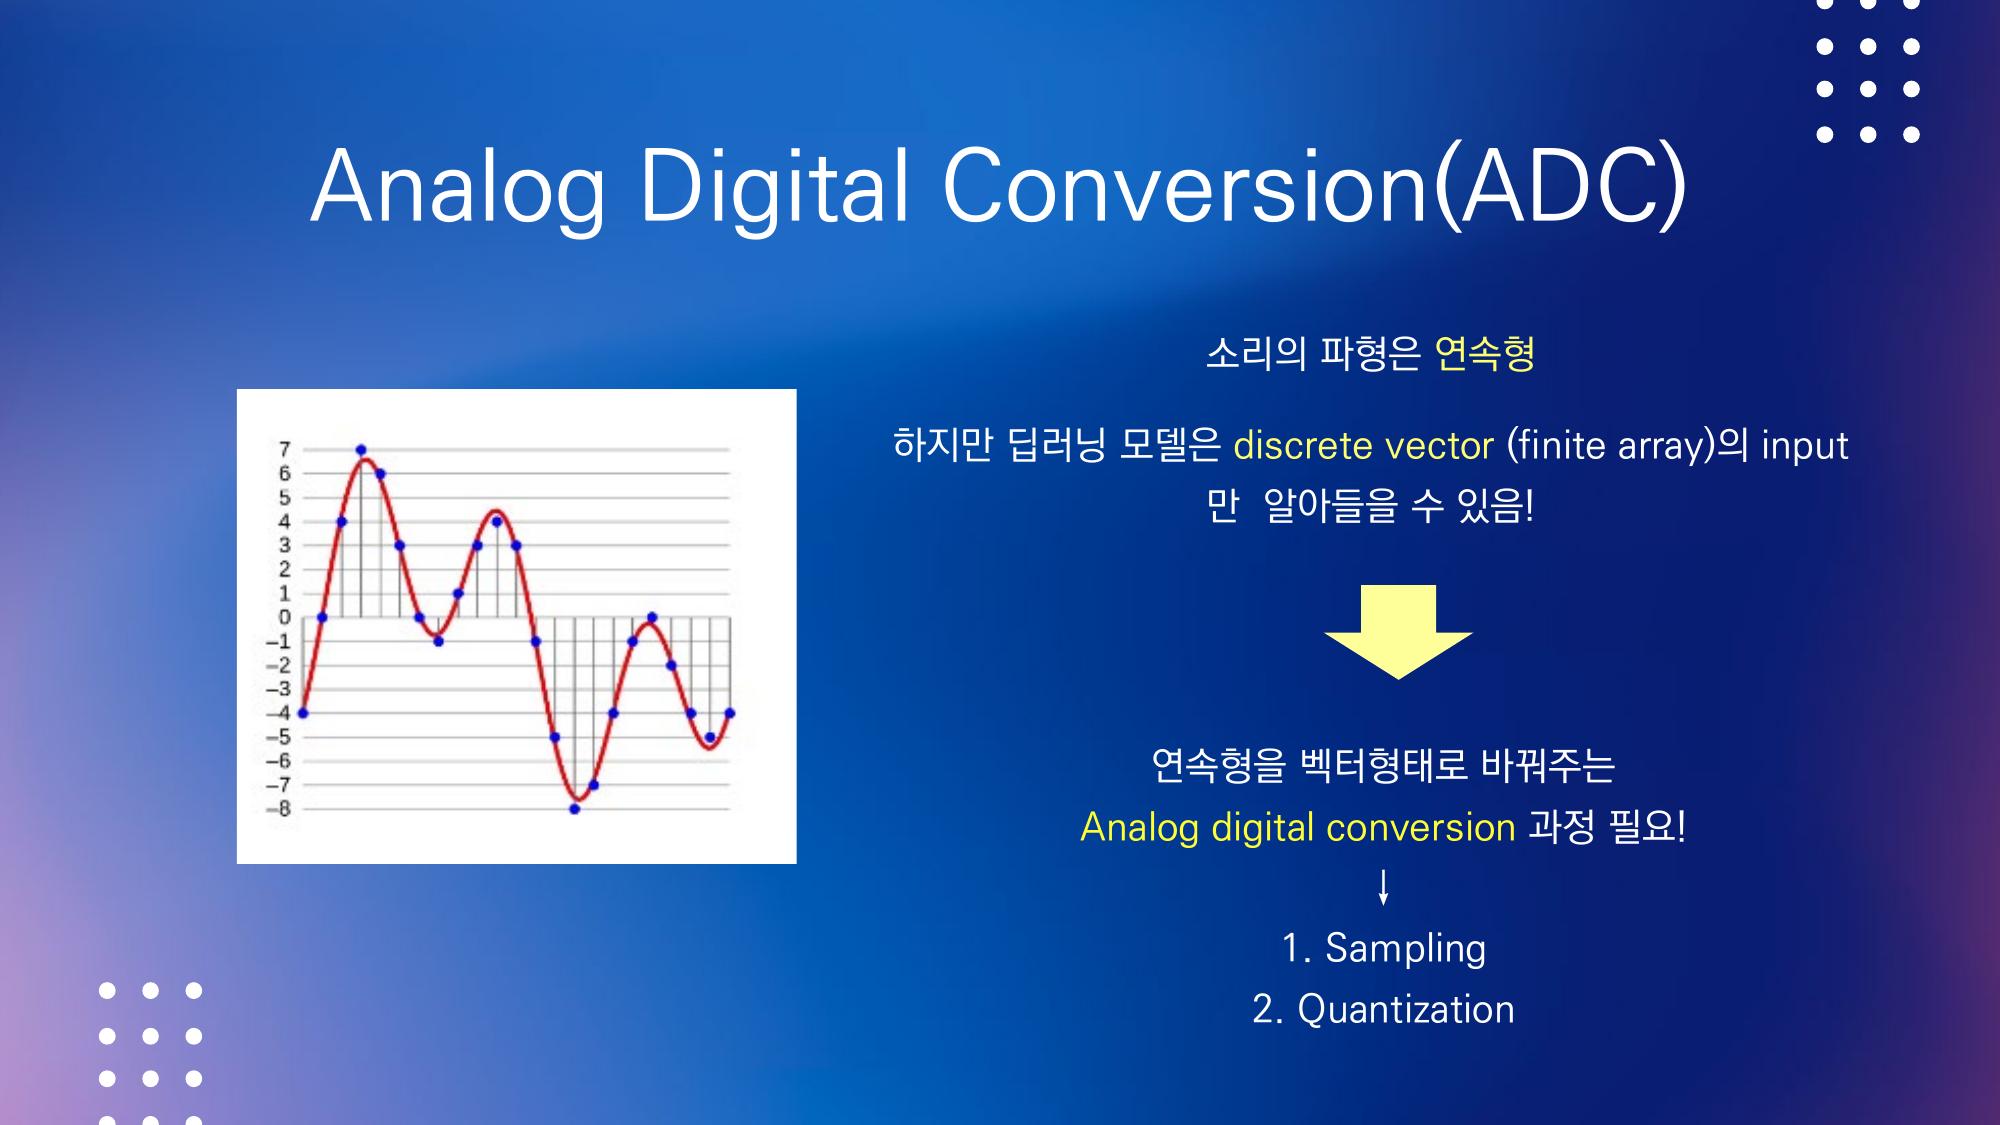 Analog Digital Conversion(ADC)
7
6
5
4
3
2
1
0
–1
–2
–3
–4
–5
–6
–7
–8
소리의 파형은 연속형
하지만 딥러닝 모델은 discrete vector (finite array)의 input
만 알아들을 수 있음!
연속형을 벡터형태로 바꿔주는
Analog digital conversion 과정 필요!
↓
1. Sampling
2. Quantization